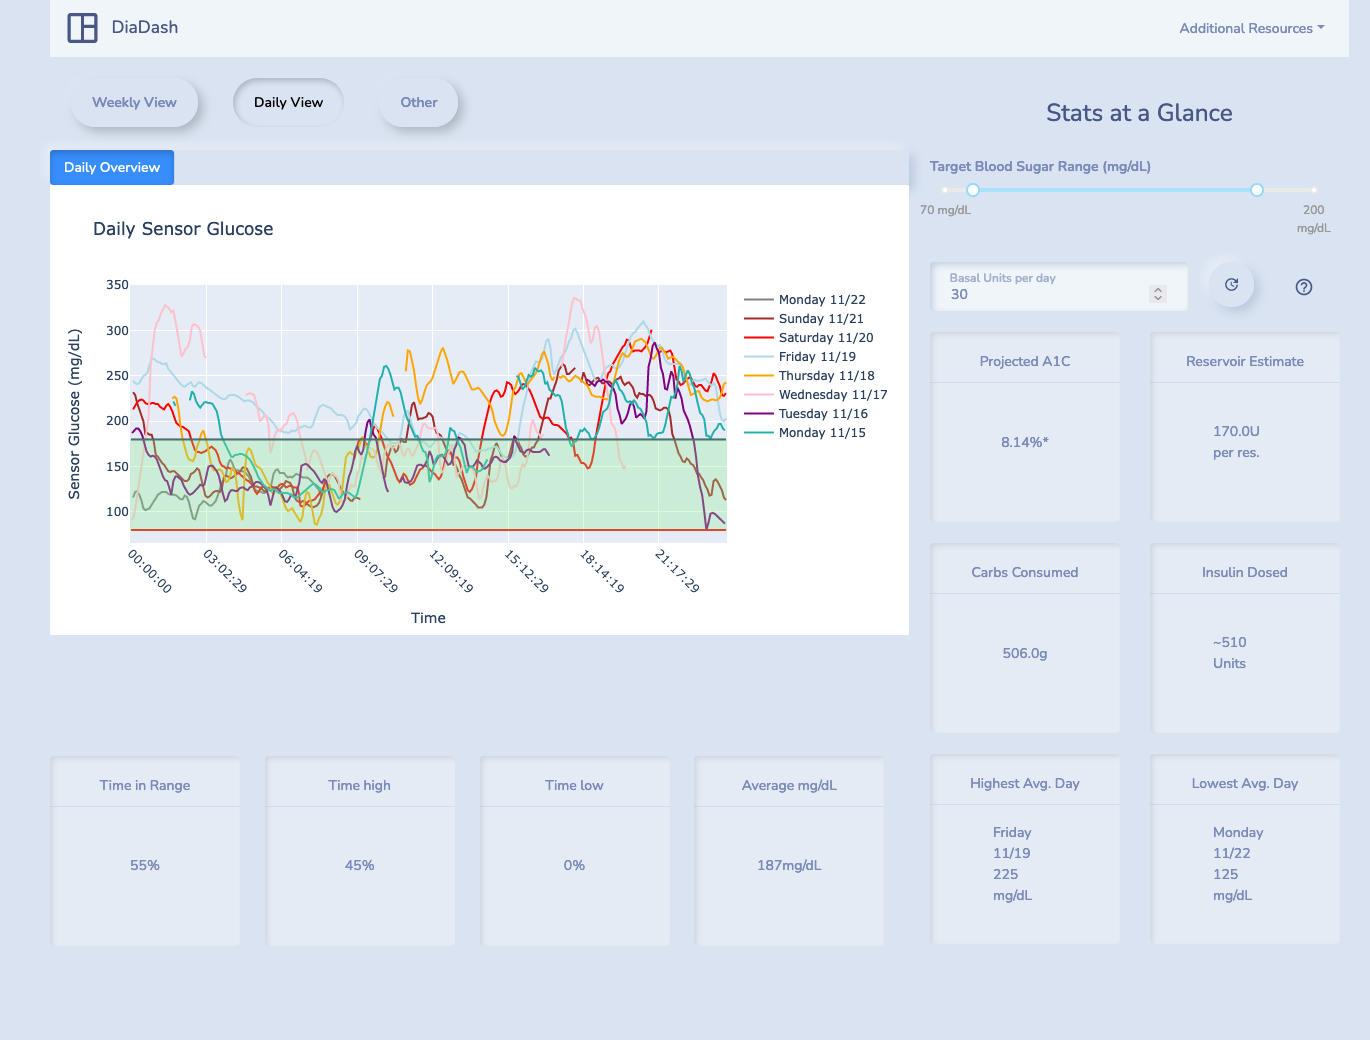 DiaDash
Additional Resources
Weekly View
Daily View
Other
Stats at a Glance
Daily Overview
Target Blood Sugar Range (mg/dL)
70 mg/dL
200
mg/dL
Daily Sensor Glucose
Basal Units per day
30
Sensor Glucose (mg/dL)
350
300
250
200
150
100
00:00:00
03:02:29
06:04:19
09:07:29
12:09:19
15:12:29
18:14:19
21:17:29
Time
Monday 11/22
Sunday 11/21
Saturday 11/20
Friday 11/19
Thursday 11/18
Wednesday 11/17
Tuesday 11/16
Monday 11/15
Projected A1C
8.14%*
Reservoir Estimate
170.0U
per res.
Carbs Consumed
506.0g
Insulin Dosed
~510
Units
Time in Range
55%
Time high
45%
Time low
0%
Average mg/dL
187mg/dL
Highest Avg. Day
Friday
11/19
225
mg/dL
Lowest Avg. Day
Monday
11/22
125
mg/dL